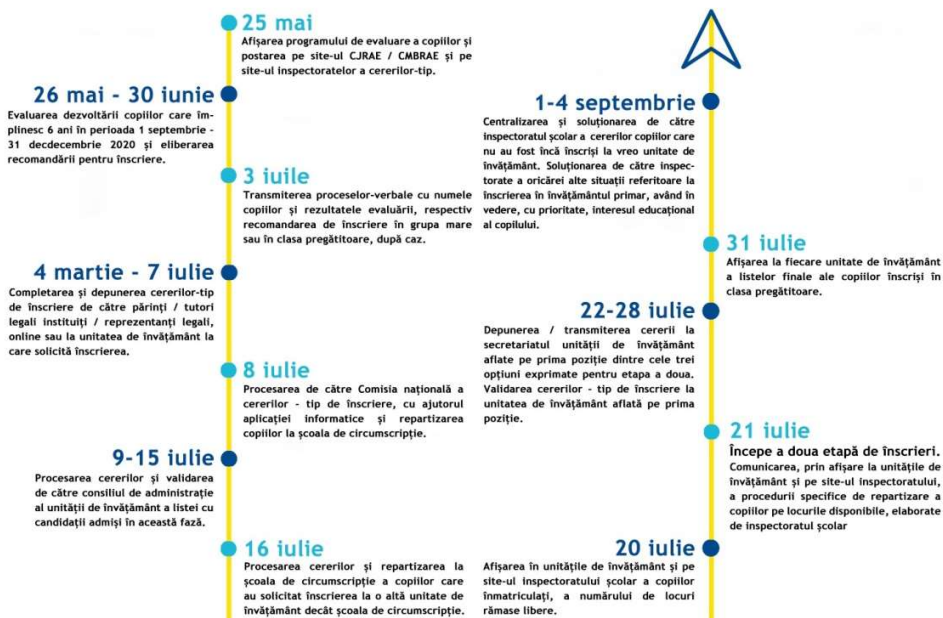 25 mai
Afișarea programului de evaluare a copiilor și
postarea pe site-ul CJRAE / CMBRAE și pe
site-ul inspectoratelor a cererilor-tip.
26 mai - 30 iunie
Evaluarea dezvoltării copiilor care îm-
plinesc 6 ani în perioada 1 septembrie -
31 decdecembrie 2020 și eliberarea
recomandării pentru înscriere.
3 iuile
Transmiterea proceselor-verbale cu numele
copiilor și rezultatele evaluării, respectiv
recomandarea de înscriere în grupa mare
sau în clasa pregătitoare, după caz.
4 martie - 7 iulie
Completarea și depunerea cererilor-tip
de înscriere de către părinți / tutori
legali instituiți / reprezentanți legali,
online sau la unitatea de învățământ la
care solicită înscrierea.
8 iulie
Procesarea de către Comisia națională a
cererilor - tip de înscriere, cu ajutorul
aplicației informatice și repartizarea
copiilor la școala de circumscripție.
9-15 iulie
Procesarea cererilor și validarea
de către consiliul de administrație
al unității de învățământ a listei cu
candidații admiși în această fază.
16 iulie
Procesarea cererilor și repartizarea la
școala de circumscripție a copiilor care
au solicitat înscrierea la o altă unitate de
învățământ decât școala de circumscripție.
1-4 septembrie
Centralizarea și soluționarea de către
inspectoratul școlar a cererilor copiilor care
nu au fost încă înscriși la vreo unitate de
învățământ. Soluționarea de către inspec-
torate a oricărei alte situații referitoare la
înscrierea în învățământul primar, având în
vedere, cu prioritate, interesul educațional
al copilului.
31 iulie
Afișarea la fiecare unitate de învățământ
a listelor finale ale copiilor înscriși în
clasa pregătitoare.
22-28 iulie
Depunerea / transmiterea cererii la
secretariatul unității de învățământ
aflate pe prima poziție dintre cele trei
opțiuni exprimate pentru etapa a doua.
Validarea cererilor - tip de înscriere la
unitatea de învățământ aflată pe prima
poziție.
21 iulie
Începe a doua etapă de înscrieri.
Comunicarea, prin afișare la unitățile de
învățământ și pe site-ul inspectoratului,
a procedurii specifice de repartizare a
copiilor pe locurile disponibile, elaborate
de inspectoratul școlar
20 iulie
Afișarea în unitățile de învățământ și pe
site-ul inspectoratului școlar a copiilor
înmatriculați, a numărului de locuri
rămase libere.